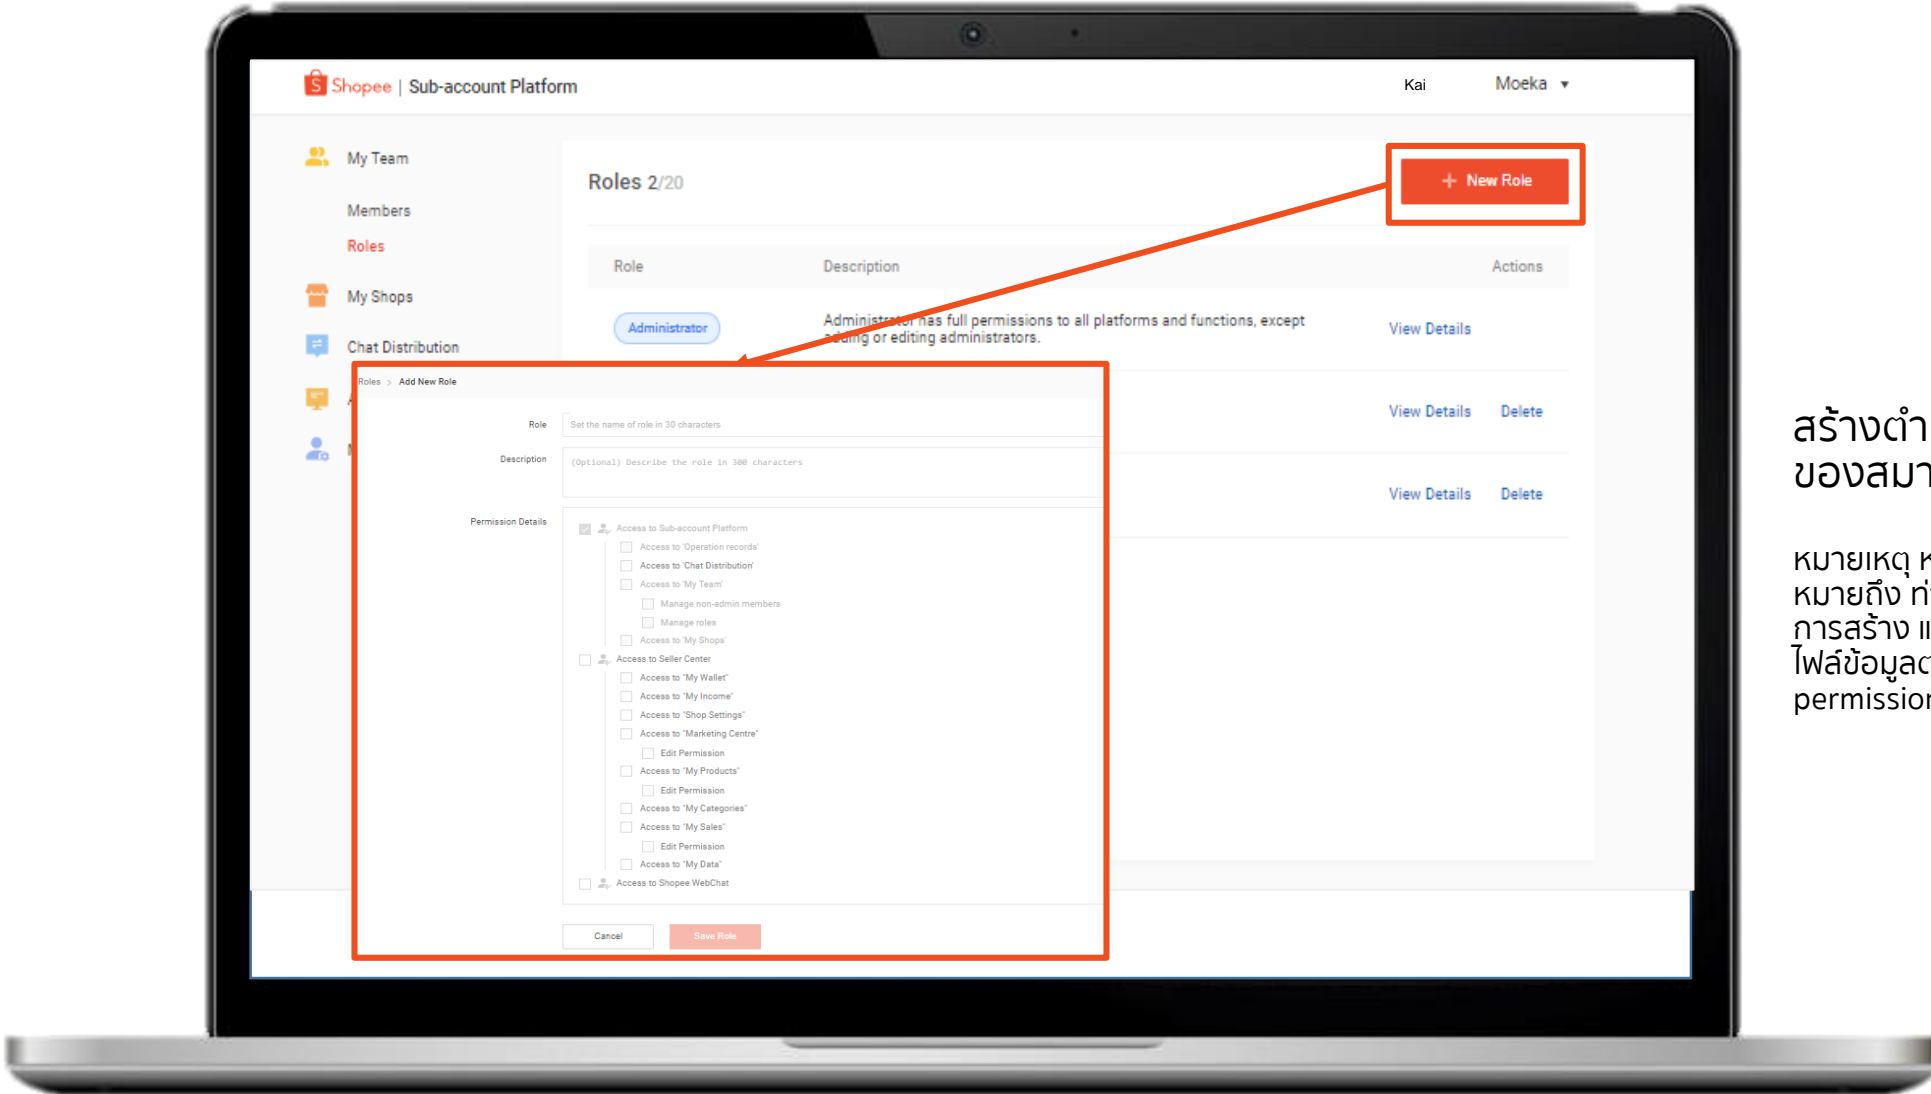 Shopee | Sub-account Platform
Kai
Moeka
My Team
Members
Roles
My Shops
Chat Distribution
Roles 2/20
+ New Role
Role Description Actions
Administrator
Administrator has full permissions to all platforms and functions, except
adding or editing administrators.
View Details
View Details Delete
View Details Delete
Roles > Add New Role
Role
Set the name of role in 30 characters
Description
(Optional) Describe the role in 300 characters
Permission Details
Access to Sub-account Platform
Access to 'Operation records'
Access to 'Chat Distribution'
Access to 'My Team'
Manage non-admin members
Manage roles
Access to 'My Shops'
Access to Seller Center
Access to "My Wallet"
Access to "My Income"
Access to "Shop Settings"
Access to "Marketing Centre"
Edit Permission
Access to "My Products"
Edit Permission
Access to "My Categories"
Access to "My Sales"
Edit Permission
Access to "My Data"
Access to Shopee WebChat
Cancel
Save Role
สร้างตำ
ของสมา
หมายเหตุ ห
หมายถึง ท่
การสร้าง แ
ไฟล์ข้อมูลต
permission